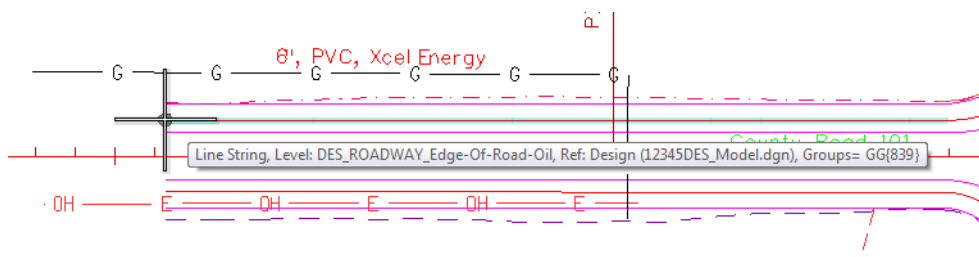 P
6', PVC, Xcel Energy
G G G G G G
County Road 101
Line String, Level: DES_ROADWAY_Edge-Of-Road-Oil, Ref: Design (12345DES_Model.dgn), Groups= GG{839}
OH E OH E OH E